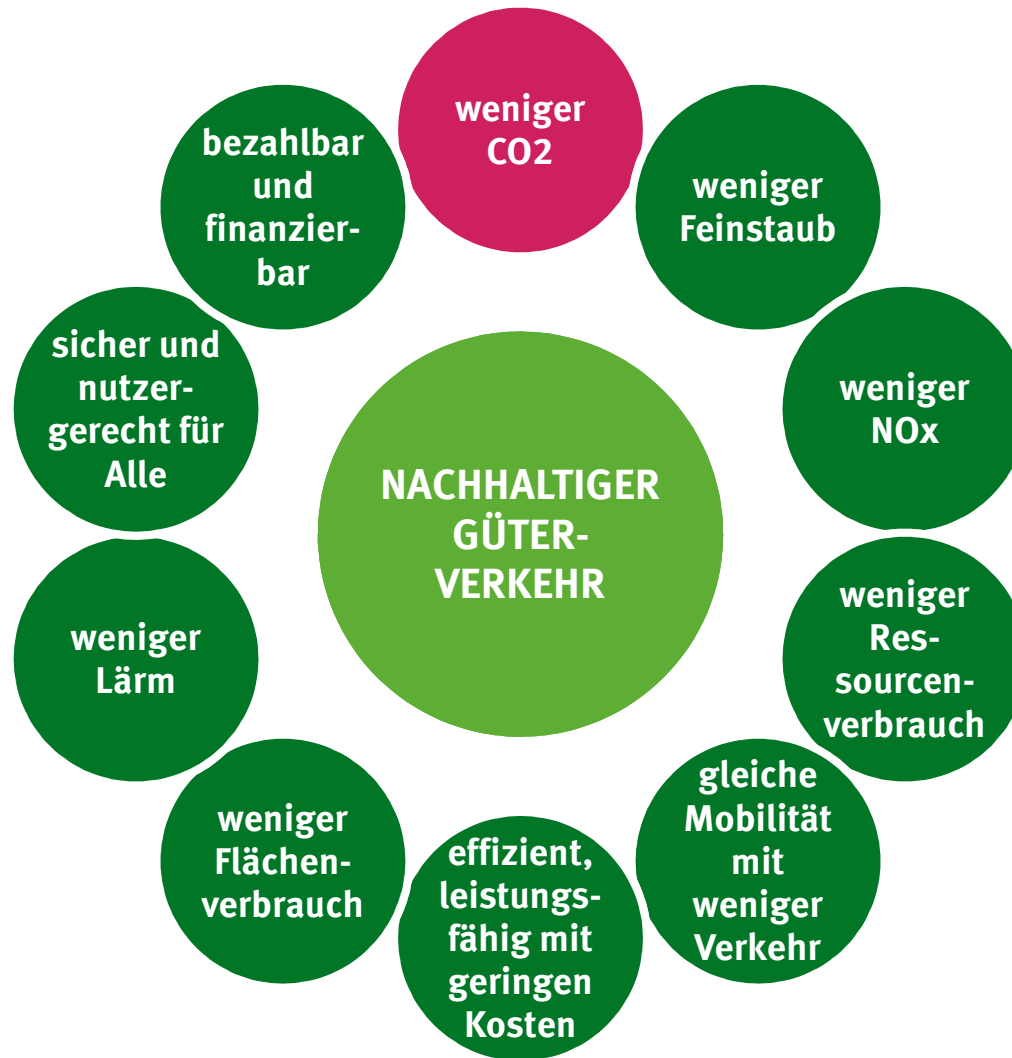 weniger
CO2
weniger
Feinstaub
weniger
NOx
weniger
Res-
sourcen-
verbrauch
gleiche
Mobilität
mit
weniger
Verkehr
effizient,
leistungs-
fähig mit
geringen
Kosten
weniger
Flächen-
verbrauch
weniger
Lärm
sicher und
nutzer-
gerecht für
Alle
bezahlbar
und
finanzier-
bar
NACHHALTIGER
GÜTER-
VERKEHR